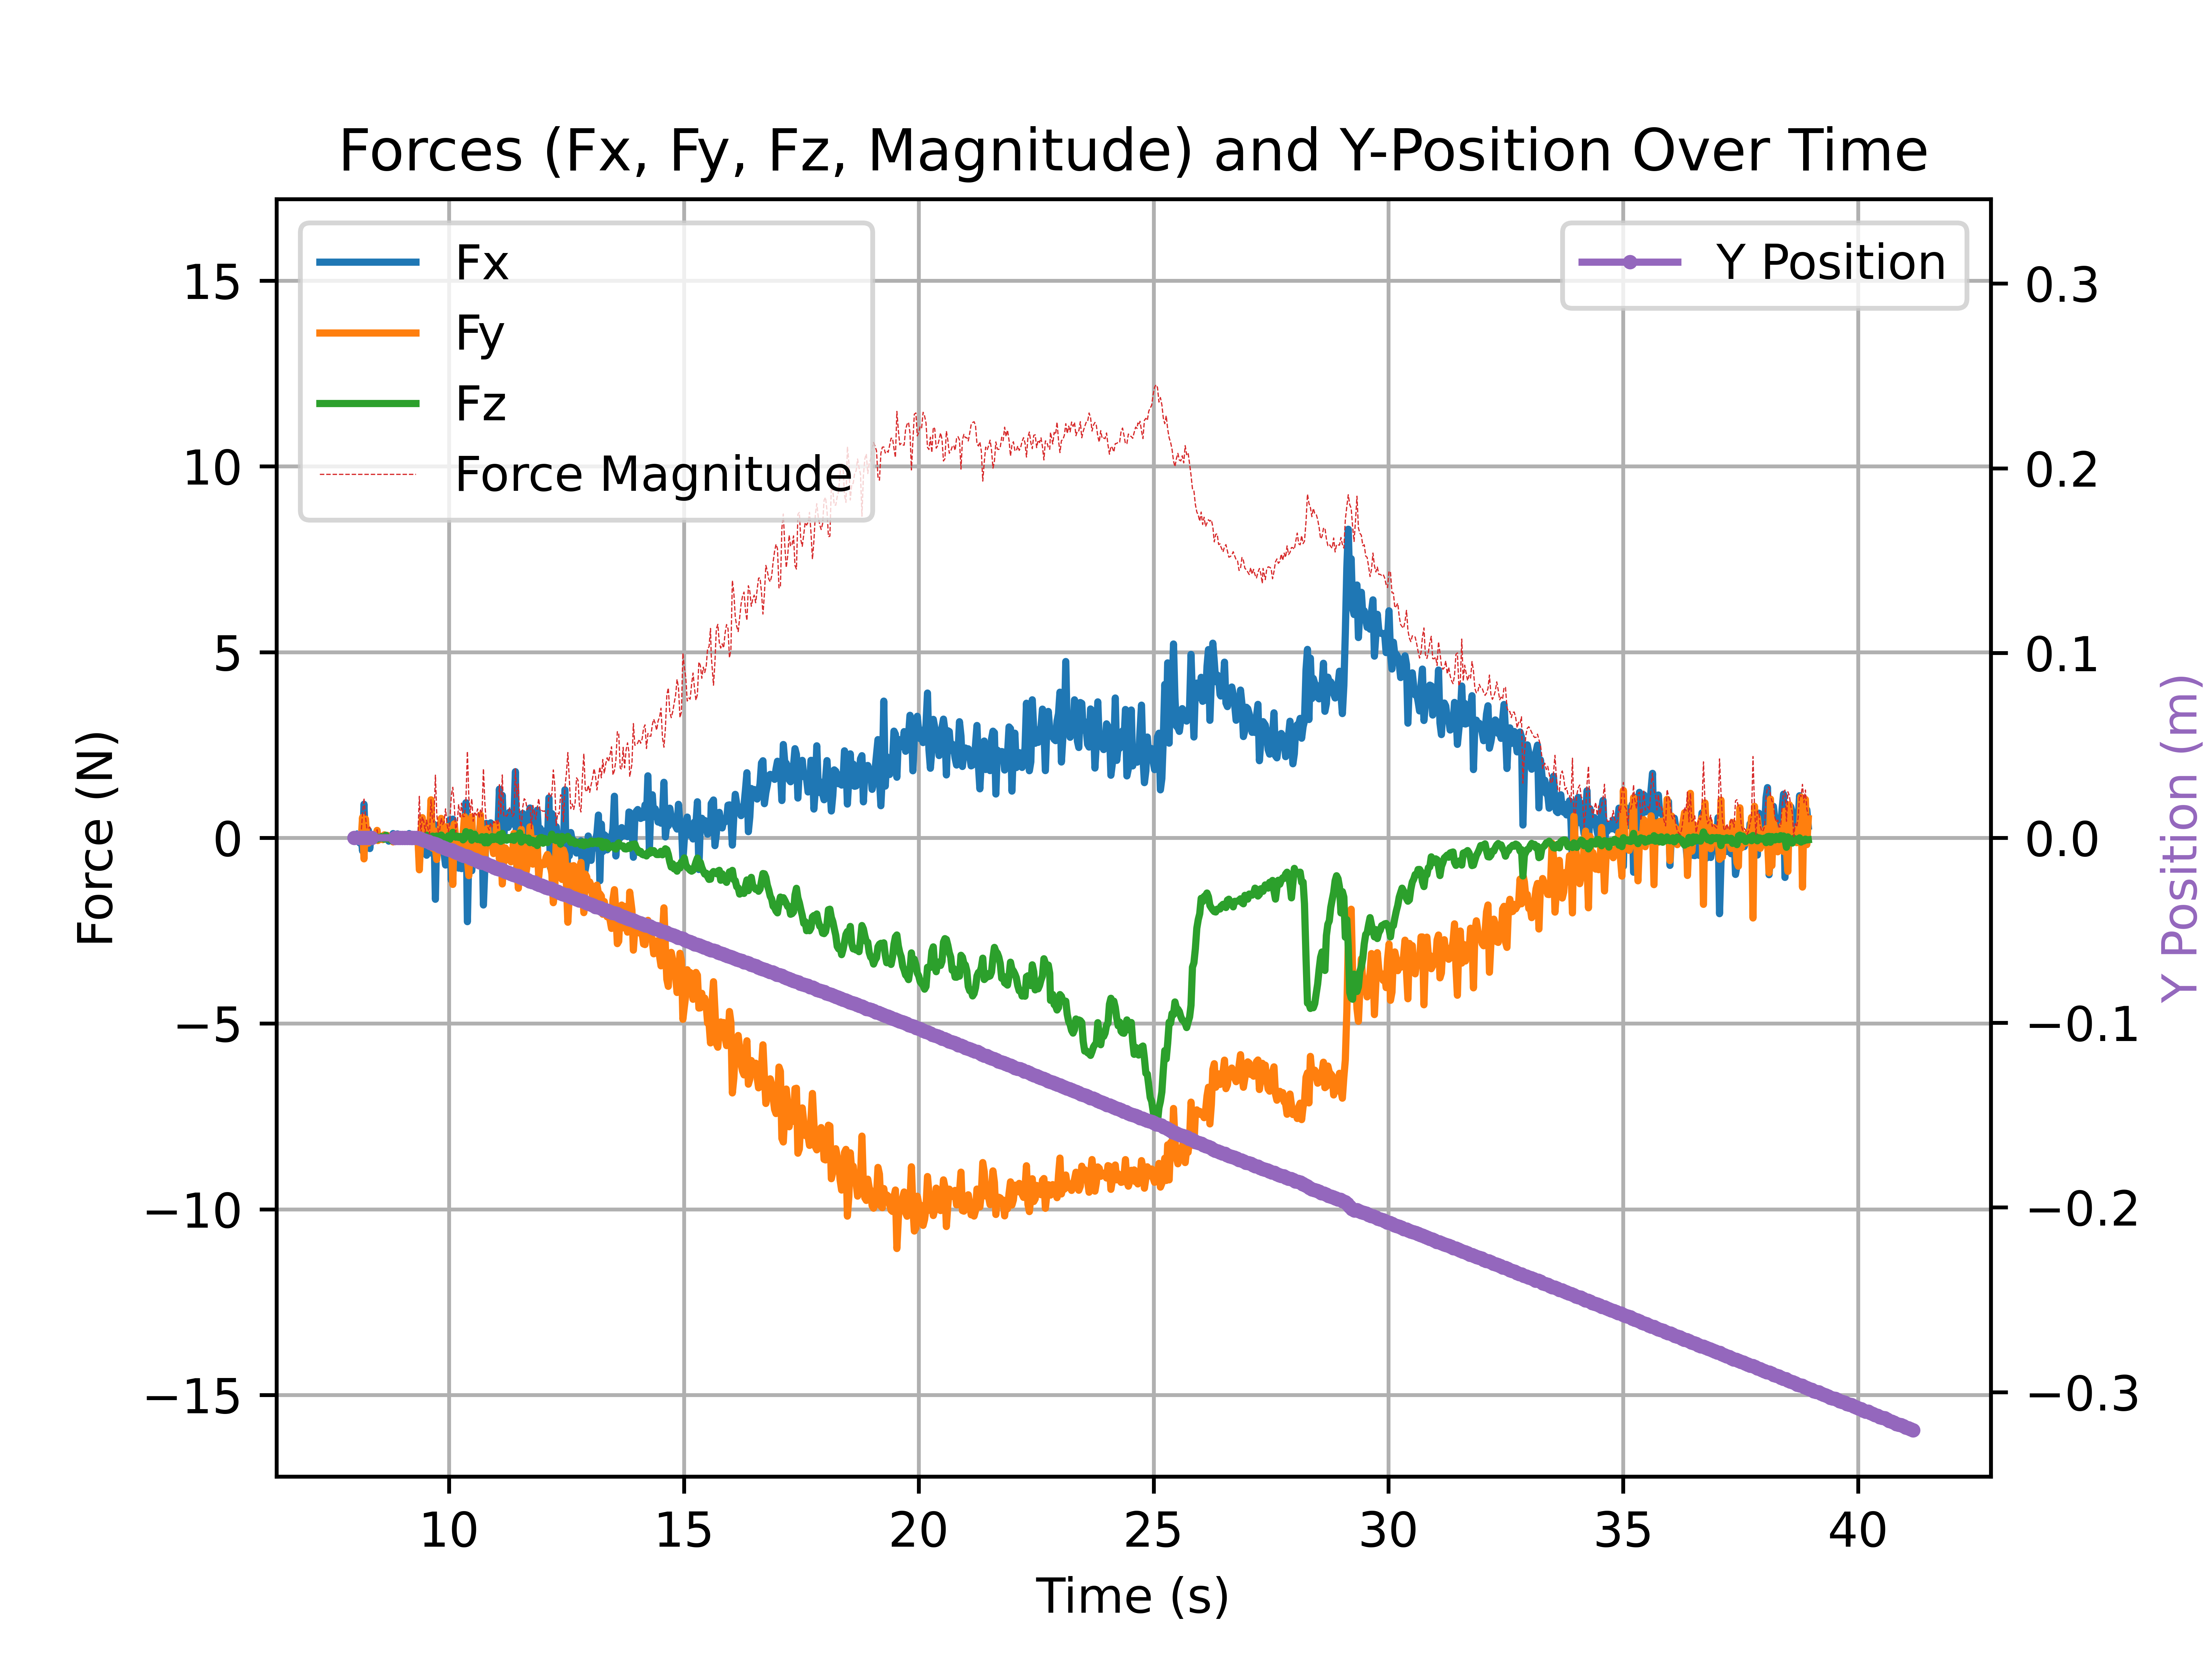 Forces (Fx, Fy, Fz, Magnitude) and Y-Position Over Time
Fx
Fy
Fz
Force Magnitude
Y Position
15
10
5
0
−5
−10
−15
Force (N)
0.3
0.2
0.1
0.0
−0.1
−0.2
−0.3
Y Position (m)
10 15 20 25 30 35 40
Time (s)